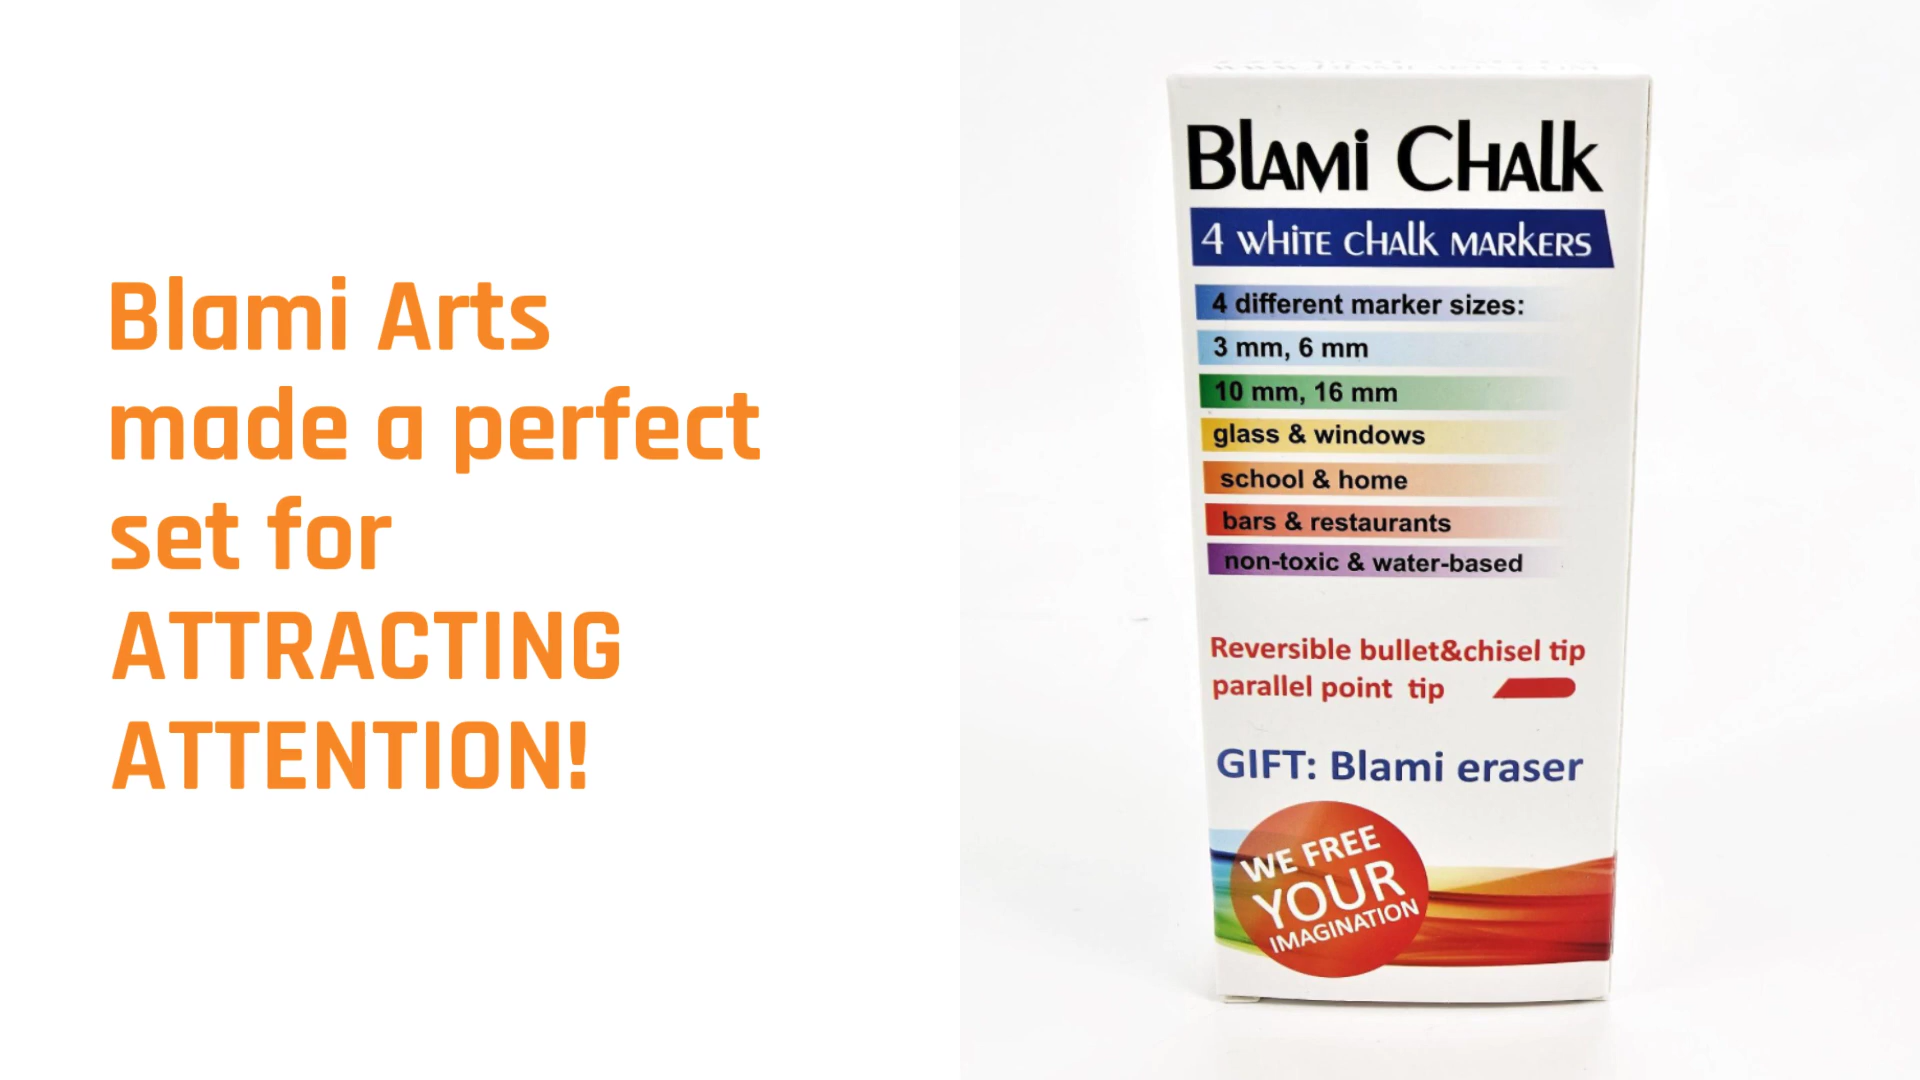 Blami Arts
made a perfect
set for
ATTRACTING
ATTENTION!
Blami Chalk
4 white chalk markers
4 different marker sizes:
3 mm, 6 mm
10 mm, 16 mm
glass & windows
school & home
bars & restaurants
non-toxic & water-based
Reversible bullet&chisel tip
parallel point tip
GIFT: Blami eraser
WE FREE
YOUR
IMAGINATION